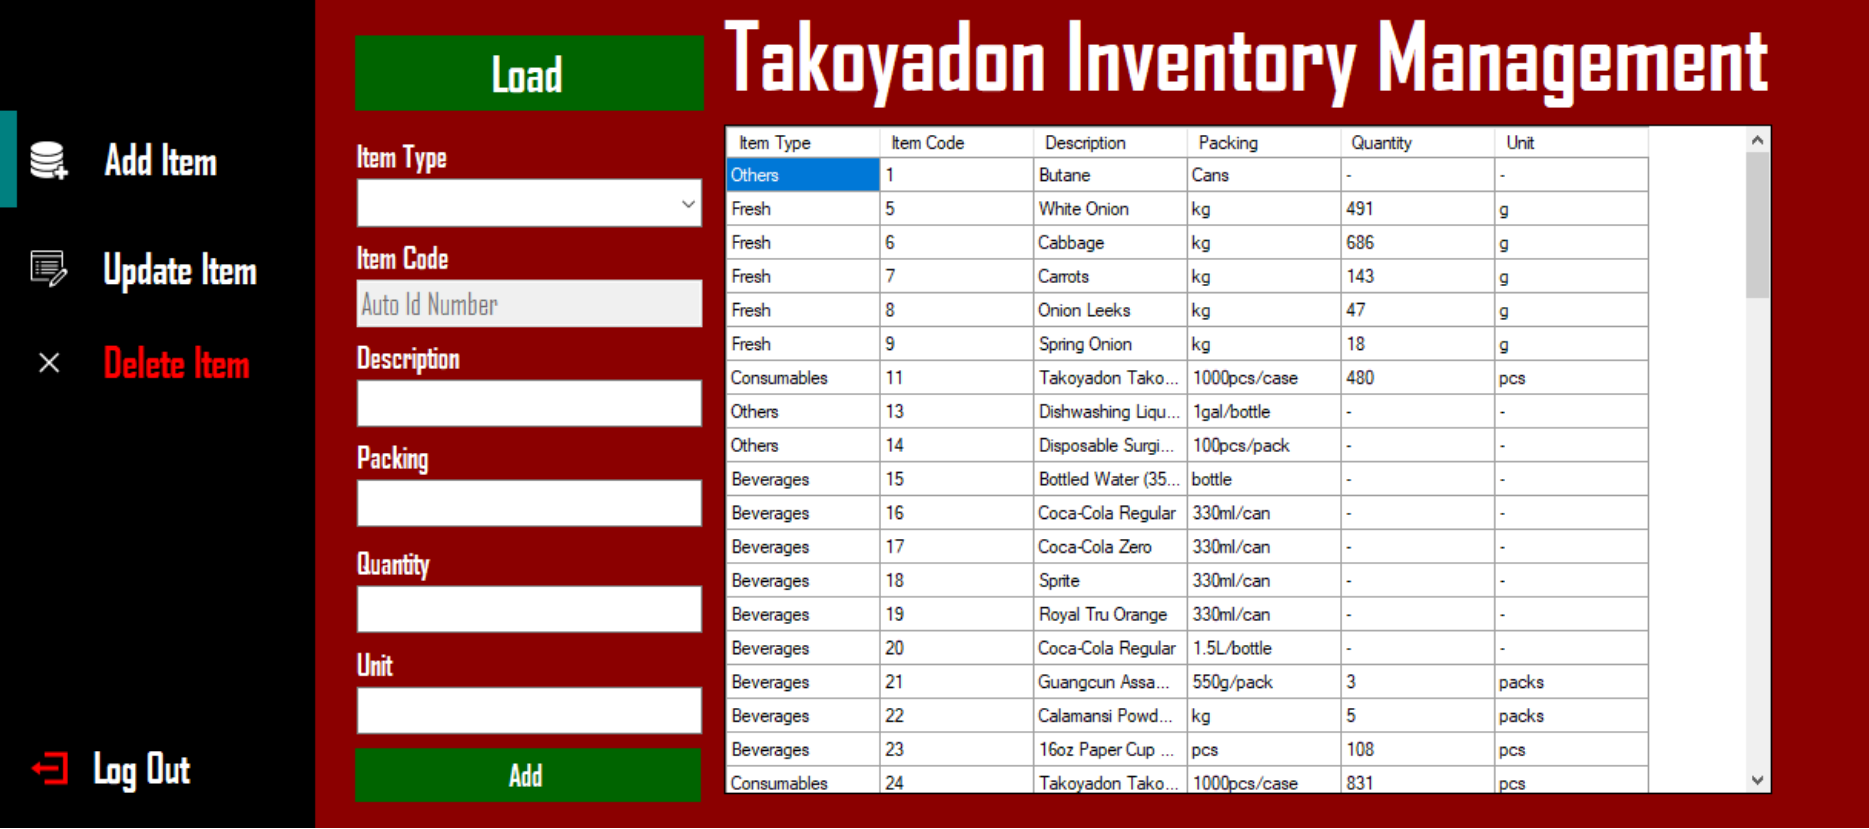 Takoyadon Inventory Management
Add Item
Update Item
Delete Item
Log Out
Load
Item Type
Item Code
Auto Id Number
Description
Packing
Quantity
Unit
Add
Item Type Item Code Description Packing Quantity Unit
Others 1 Butane Cans - -
Fresh 5 White Onion kg 491 g
Fresh 6 Cabbage kg 686 g
Fresh 7 Carrots kg 143 g
Fresh 8 Onion Leeks kg 47 g
Fresh 9 Spring Onion kg 18 g
Consumables 11 Takoyadon Tako... 1000pcs/case 480 pcs
Others 13 Dishwashing Liqu... 1gal/bottle - -
Others 14 Disposable Surgi... 100pcs/pack - -
Beverages 15 Bottled Water (35... bottle - -
Beverages 16 Coca-Cola Regular 330ml/can - -
Beverages 17 Coca-Cola Zero 330ml/can - -
Beverages 18 Sprite 330ml/can - -
Beverages 19 Royal Tru Orange 330ml/can - -
Beverages 20 Coca-Cola Regular 1.5L/bottle - -
Beverages 21 Guangcun Assa... 550g/pack 3 packs
Beverages 22 Calamansi Powd... kg 5 packs
Beverages 23 16oz Paper Cup ... pcs 108 pcs
Consumables 24 Takoyadon Tako... 1000pcs/case 831 pcs